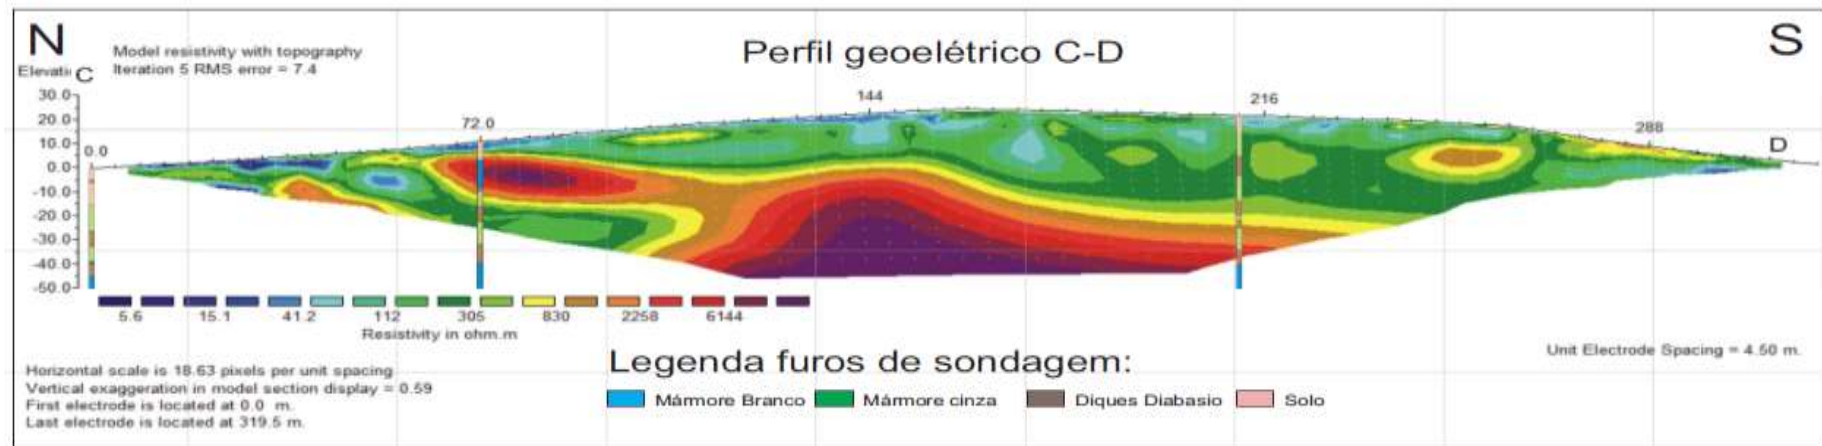 N
S
Perfil geoelétrico C-D
Model resistivity with topography
Iteration 5 RMS error = 7.4
C
30.0
20.0
10.0
0.0
-10.0
-20.0
-30.0
-40.0
-50.0
0.0
72.0
144
216
288
D
5.6 15.1 41.2 112 305 830 2258 6144
Resistivity in ohm.m
Unit Electrode Spacing = 4.50 m.
Horizontal scale is 18.63 pixels per unit spacing
Vertical exaggeration in model section display = 0.59
First electrode is located at 0.0 m.
Last electrode is located at 319.5 m.
Legenda furos de sondagem:
Mármore Branco Mármore cinza Diques Diabasio Solo